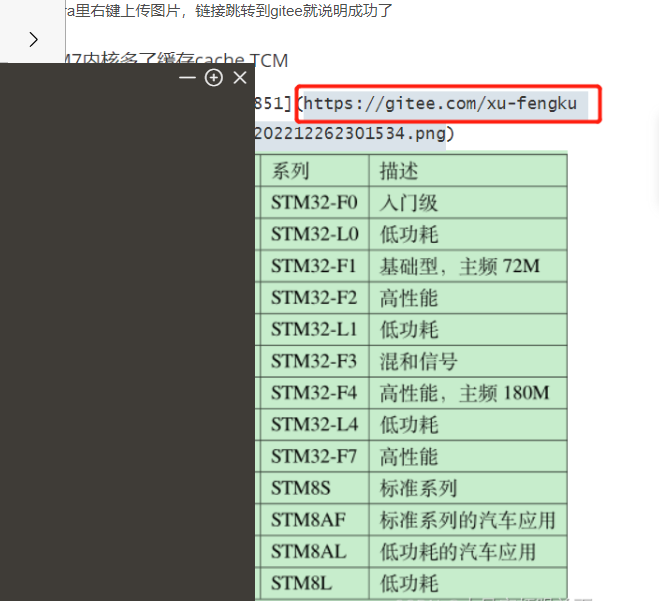 ra里右键上传图片，链接跳转到gitee就说明成功了
M7内核多了缓存cache TCM
851](https://gitee.com/xu-fengku
202212262301534.png)
系列 描述
STM32-F0 入门级
STM32-L0 低功耗
STM32-F1 基础型，主频 72M
STM32-F2 高性能
STM32-L1 低功耗
STM32-F3 混和信号
STM32-F4 高性能，主频 180M
STM32-L4 低功耗
STM32-F7 高性能
STM8S 标准系列
STM8AF 标准系列的汽车应用
STM8AL 低功耗的汽车应用
STM8L 低功耗